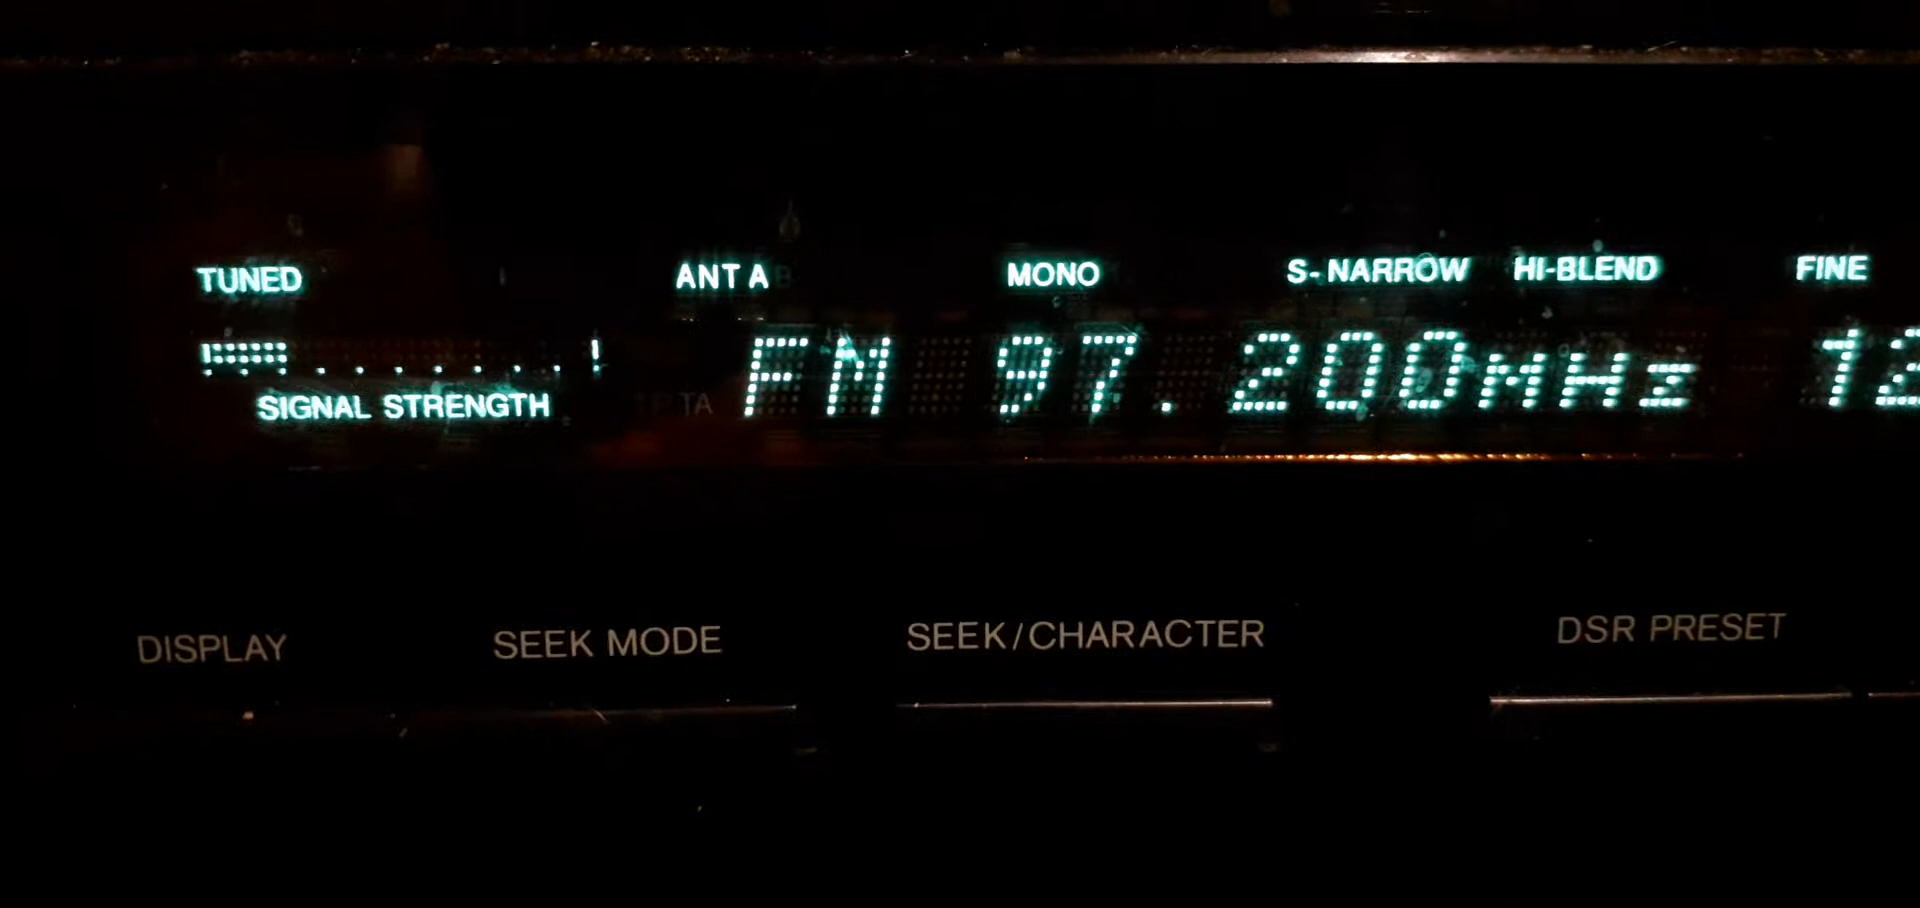 TUNED ANT A MONO S-NARROW HI-BLEND FINE
FM 97.200MHz 12
SIGNAL STRENGTH
DISPLAY SEEK MODE SEEK/CHARACTER DSR PRESET